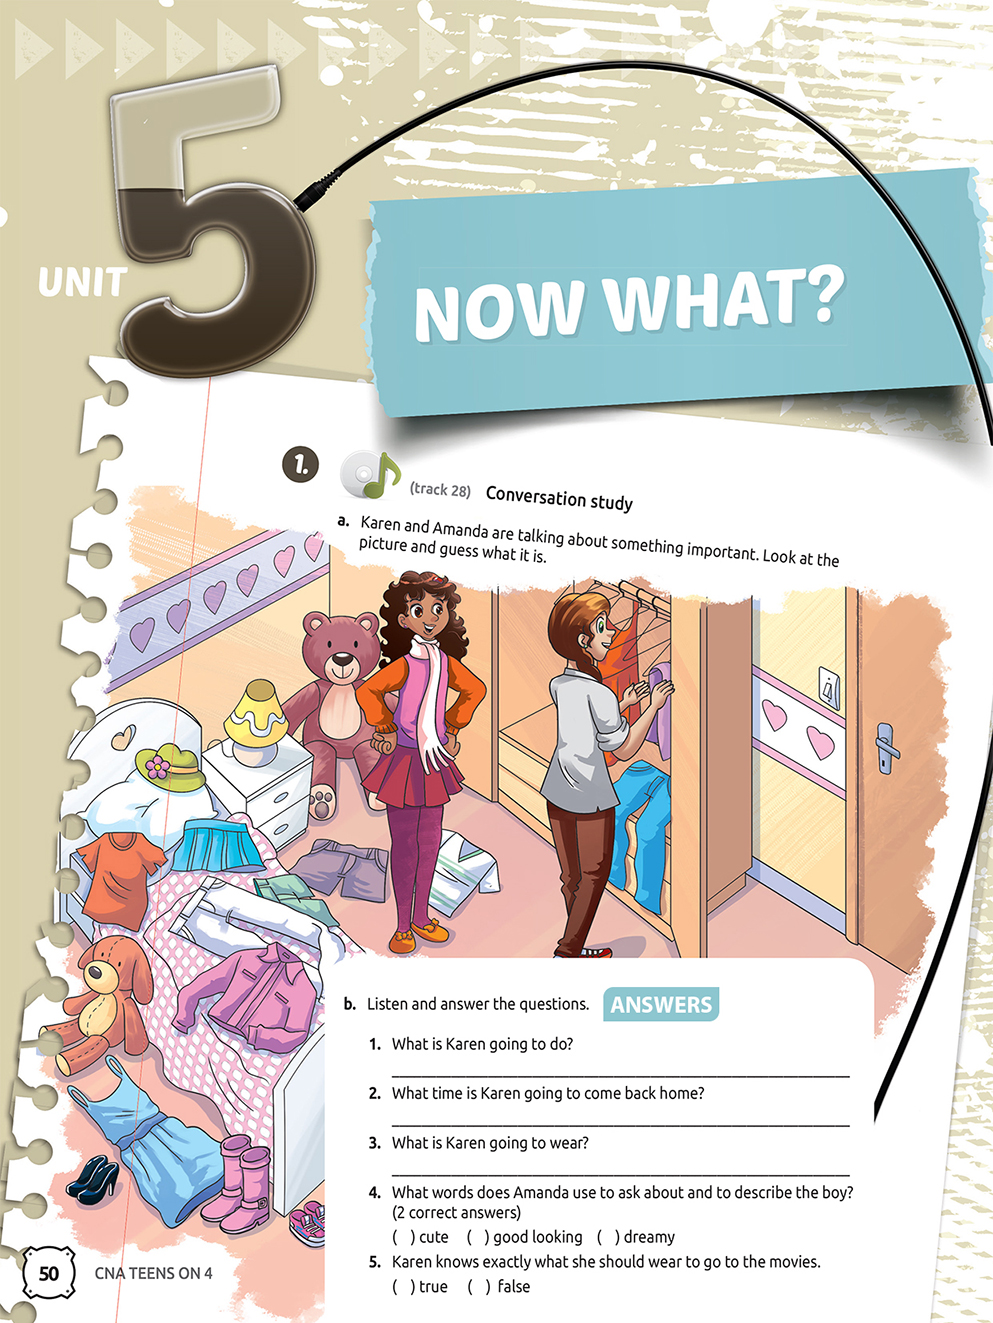 5
UNIT
NOW WHAT?
1.
(track 28) Conversation study
a. Karen and Amanda are talking about something important. Look at the
picture and guess what it is.
b. Listen and answer the questions. ANSWERS
1. What is Karen going to do?
2. What time is Karen going to come back home?
3. What is Karen going to wear?
4. What words does Amanda use to ask about and to describe the boy?
(2 correct answers)
( ) cute ( ) good looking ( ) dreamy
5. Karen knows exactly what she should wear to go to the movies.
( ) true ( ) false
50 CNA TEENS ON 4